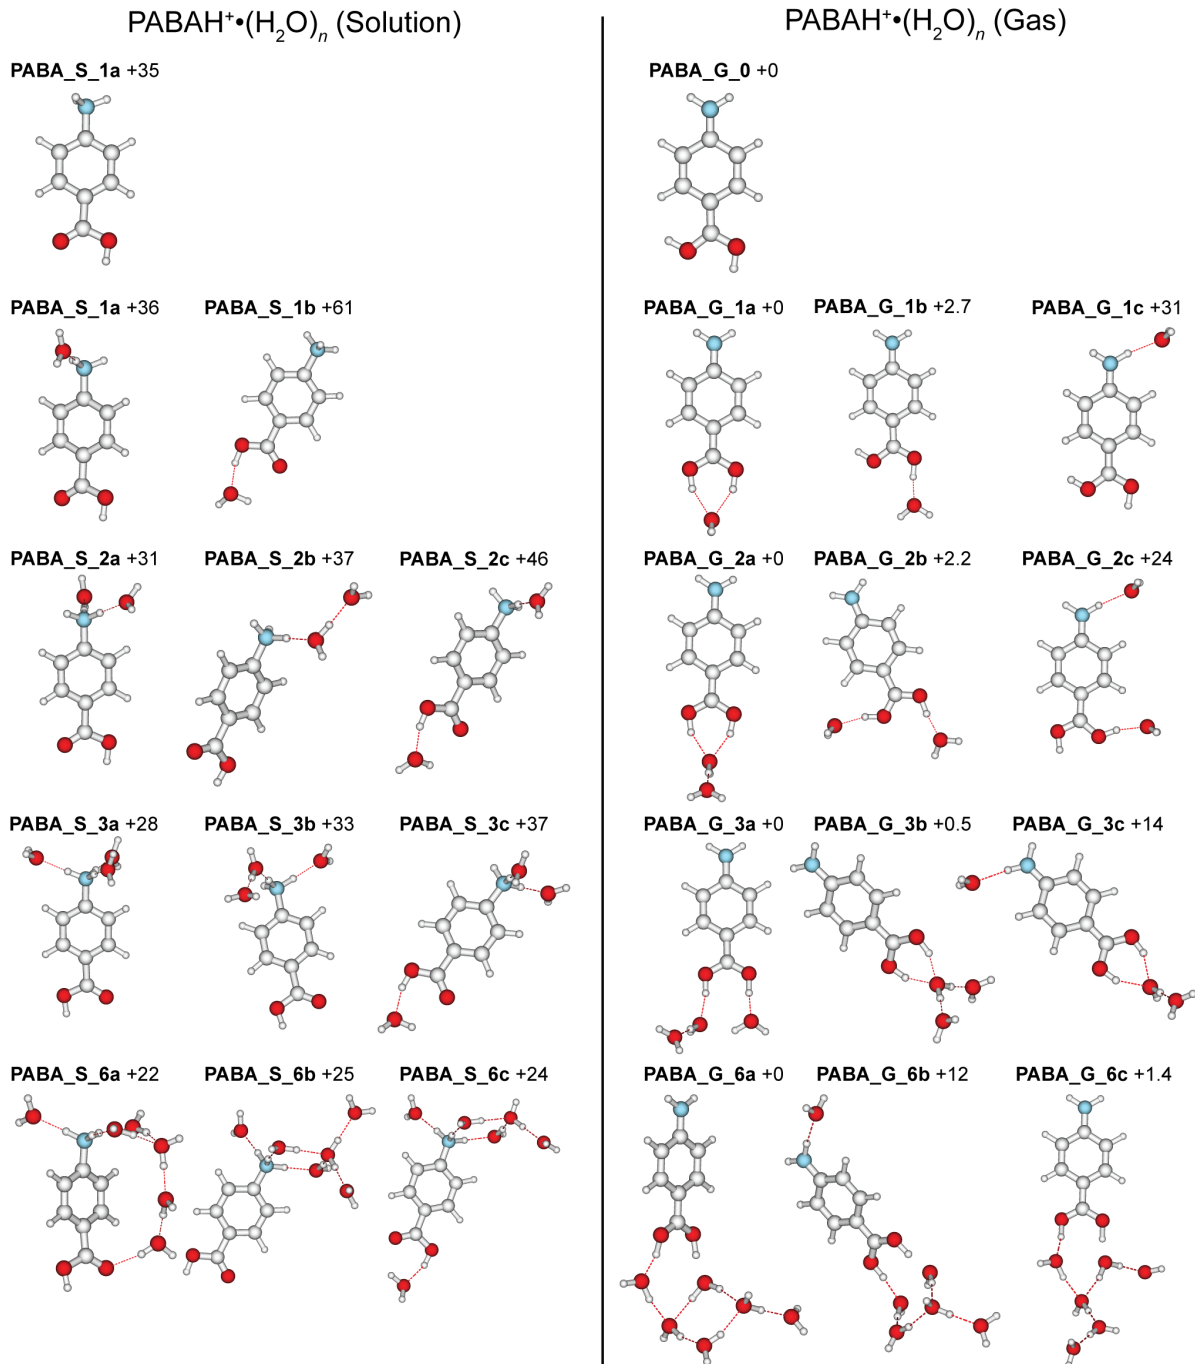 PABAH⁺•(H₂O)ₙ (Solution)
PABAH⁺•(H₂O)ₙ (Gas)
PABA_S_1a +35
PABA_G_0 +0
PABA_S_1a +36
PABA_S_1b +61
PABA_G_1a +0
PABA_G_1b +2.7
PABA_G_1c +31
PABA_S_2a +31
PABA_S_2b +37
PABA_S_2c +46
PABA_G_2a +0
PABA_G_2b +2.2
PABA_G_2c +24
PABA_S_3a +28
PABA_S_3b +33
PABA_S_3c +37
PABA_G_3a +0
PABA_G_3b +0.5
PABA_G_3c +14
PABA_S_6a +22
PABA_S_6b +25
PABA_S_6c +24
PABA_G_6a +0
PABA_G_6b +12
PABA_G_6c +1.4